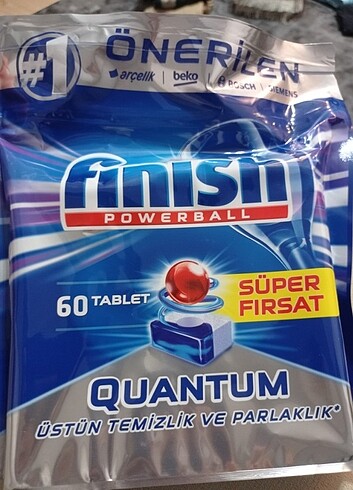 #1 ÖNERİLEN
arçelik | beko | BOSCH | SIEMENS
finish
POWERBALL
60 TABLET
SÜPER
FIRSAT
QUANTUM
ÜSTÜN TEMİZLİK VE PARLAKLIK*